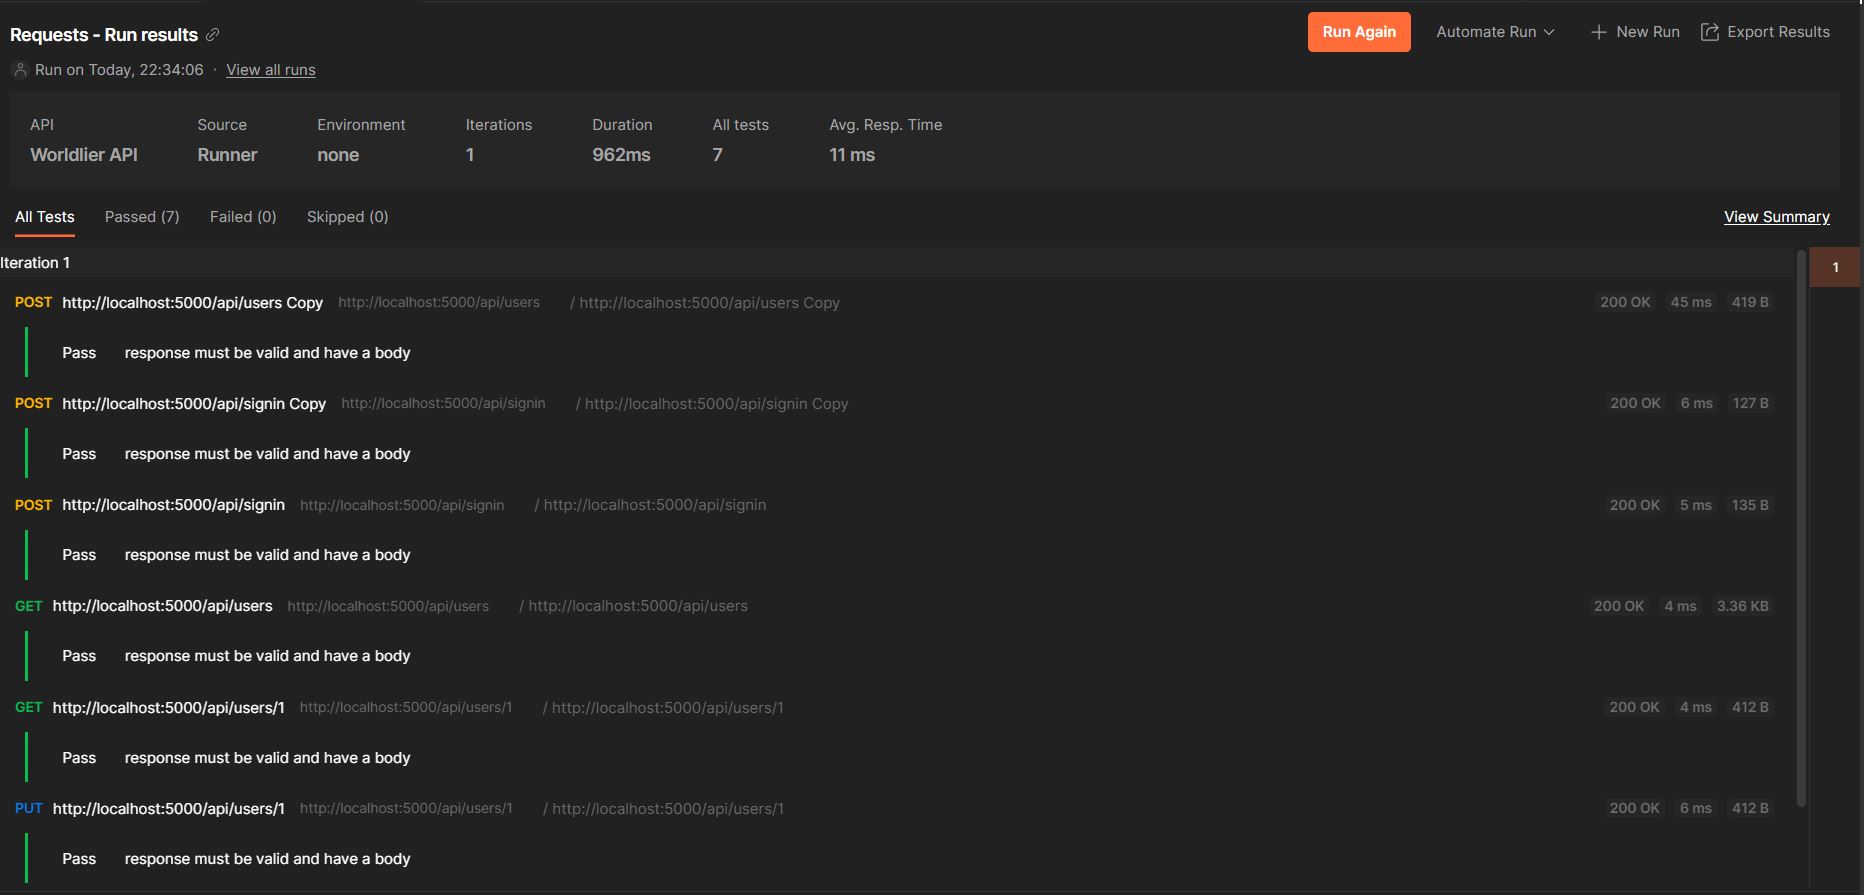 Requests - Run results
Run Again Automate Run New Run Export Results
Run on Today, 22:34:06 · View all runs
API Source Environment Iterations Duration All tests Avg. Resp. Time
Worldlier API Runner none 1 962ms 7 11 ms
All Tests Passed (7) Failed (0) Skipped (0) View Summary
Iteration 1
1
POST http://localhost:5000/api/users Copy http://localhost:5000/api/users / http://localhost:5000/api/users Copy 200 OK 45 ms 419 B
Pass response must be valid and have a body
POST http://localhost:5000/api/signin Copy http://localhost:5000/api/signin / http://localhost:5000/api/signin Copy 200 OK 6 ms 127 B
Pass response must be valid and have a body
POST http://localhost:5000/api/signin http://localhost:5000/api/signin / http://localhost:5000/api/signin 200 OK 5 ms 135 B
Pass response must be valid and have a body
GET http://localhost:5000/api/users http://localhost:5000/api/users / http://localhost:5000/api/users 200 OK 4 ms 3.36 KB
Pass response must be valid and have a body
GET http://localhost:5000/api/users/1 http://localhost:5000/api/users/1 / http://localhost:5000/api/users/1 200 OK 4 ms 412 B
Pass response must be valid and have a body
PUT http://localhost:5000/api/users/1 http://localhost:5000/api/users/1 / http://localhost:5000/api/users/1 200 OK 6 ms 412 B
Pass response must be valid and have a body